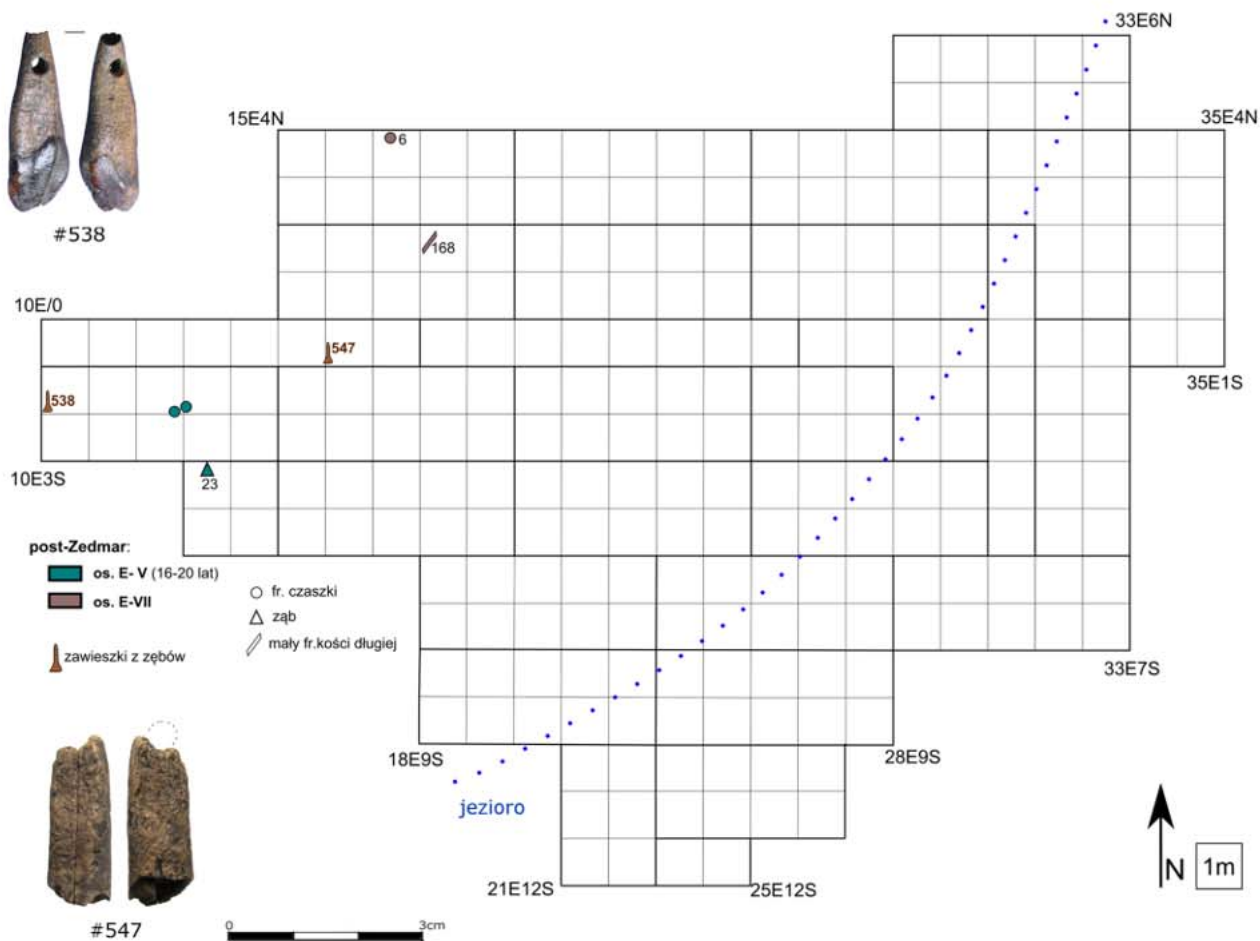 33E6N
15E4N
35E4N
6
#538
168
10E/0
547
35E1S
538
10E3S
23
post-Zedmar:
os. E- V (16-20 lat)
os. E-VII
fr. czaszki
ząb
mały fr.kości długiej
zawieszki z zębów
33E7S
18E9S
28E9S
jezioro
21E12S
25E12S
N
1m
#547
0
3cm